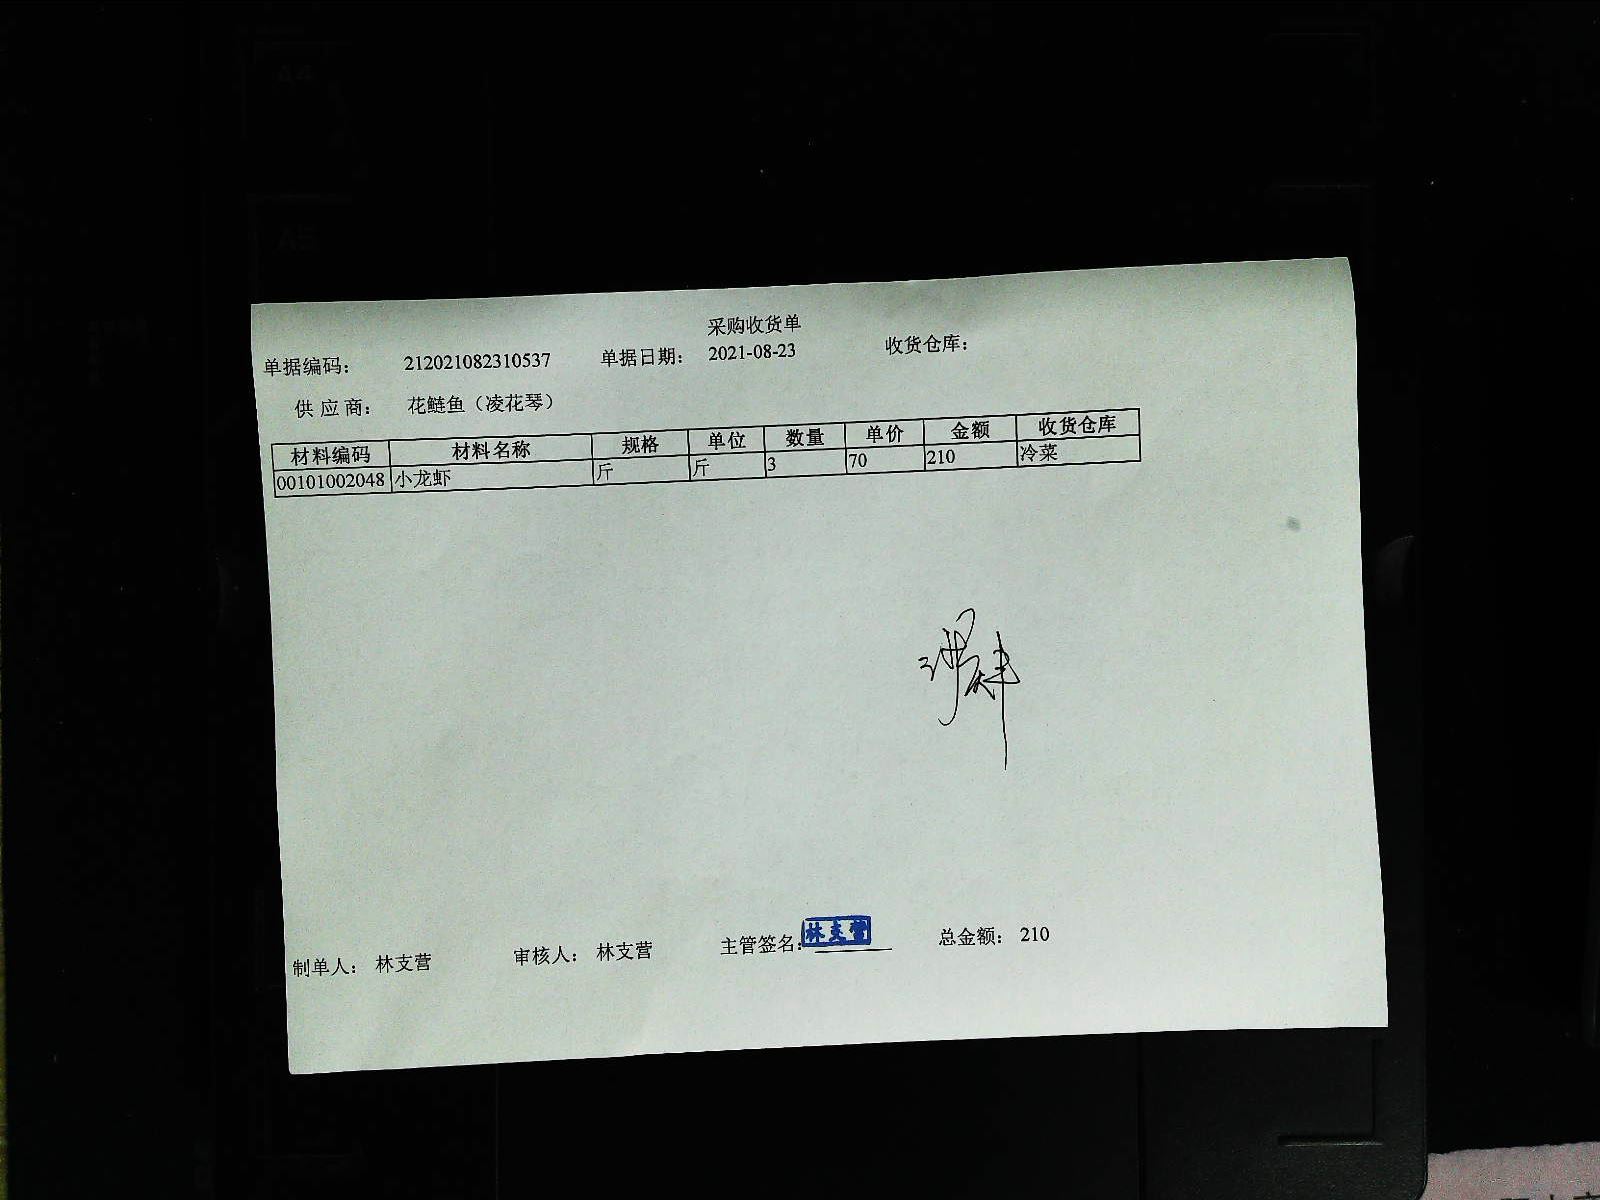 A4
A5
采购收货单
单据编码: 212021082310537 单据日期: 2021-08-23 收货仓库:
供应商: 花鲢鱼（凌花琴）
材料编码 材料名称 规格 单位 数量 单价 金额 收货仓库
00101002048 小龙虾 斤 斤 3 70 210 冷菜
制单人: 林支营 审核人: 林支营 主管签名: 林支营 总金额: 210